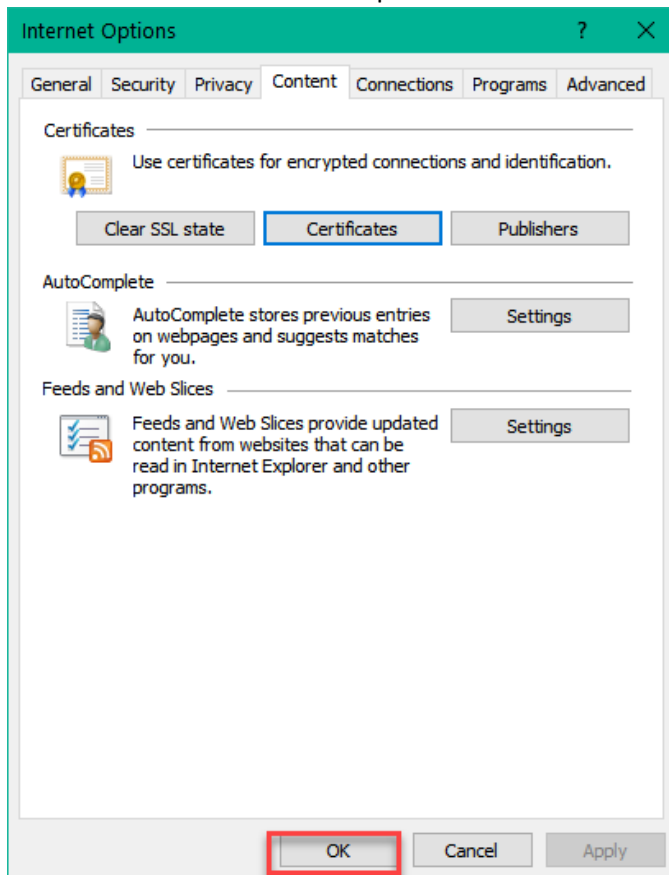 Internet Options ? X
General Security Privacy Content Connections Programs Advanced
Certificates
Use certificates for encrypted connections and identification.
Clear SSL state Certificates Publishers
AutoComplete
AutoComplete stores previous entries on webpages and suggests matches for you.
Settings
Feeds and Web Slices
Feeds and Web Slices provide updated content from websites that can be read in Internet Explorer and other programs.
Settings
OK Cancel Apply